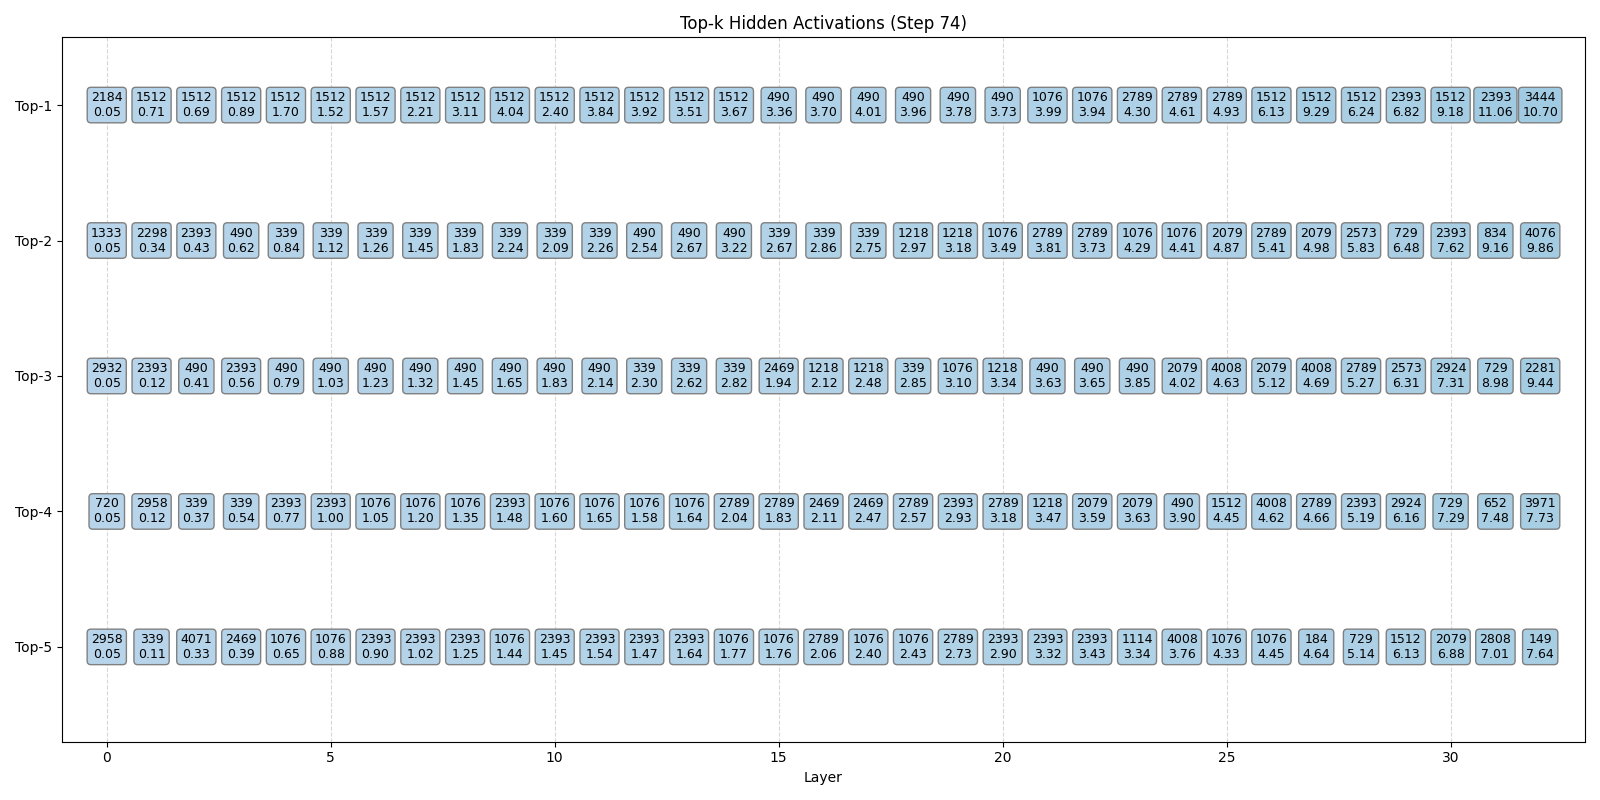 Top-k Hidden Activations (Step 74)
Top-1
2184 1512 1512 1512 1512 1512 1512 1512 1512 1512 1512 1512 1512 1512 1512 490 490 490 490 490 490 1076 1076 2789 2789 2789 1512 1512 1512 2393 1512 2393 3444
0.05 0.71 0.69 0.89 1.70 1.52 1.57 2.21 3.11 4.04 2.40 3.84 3.92 3.51 3.67 3.36 3.70 4.01 3.96 3.78 3.73 3.99 3.94 4.30 4.61 4.93 6.13 9.29 6.24 6.82 9.18 11.06 10.70
Top-2
1333 2298 2393 490 339 339 339 339 339 339 339 339 490 490 490 339 339 339 1218 1218 1076 2789 2789 1076 1076 2079 2789 2079 2573 729 2393 834 4076
0.05 0.34 0.43 0.62 0.84 1.12 1.26 1.45 1.83 2.24 2.09 2.26 2.54 2.67 3.22 2.67 2.86 2.75 2.97 3.18 3.49 3.81 3.73 4.29 4.41 4.87 5.41 4.98 5.83 6.48 7.62 9.16 9.86
Top-3
2932 2393 490 2393 490 490 490 490 490 490 490 490 339 339 339 2469 1218 1218 339 1076 1218 490 490 490 2079 4008 2079 4008 2789 2573 2924 729 2281
0.05 0.12 0.41 0.56 0.79 1.03 1.23 1.32 1.45 1.65 1.83 2.14 2.30 2.62 2.82 1.94 2.12 2.48 2.85 3.10 3.34 3.63 3.65 3.85 4.02 4.63 5.12 4.69 5.27 6.31 7.31 8.98 9.44
Top-4
720 2958 339 339 2393 2393 1076 1076 1076 2393 1076 1076 1076 1076 2789 2789 2469 2469 2789 2393 2789 1218 2079 2079 490 1512 4008 2789 2393 2924 729 652 3971
0.05 0.12 0.37 0.54 0.77 1.00 1.05 1.20 1.35 1.48 1.60 1.65 1.58 1.64 2.04 1.83 2.11 2.47 2.57 2.93 3.18 3.47 3.59 3.63 3.90 4.45 4.62 4.66 5.19 6.16 7.29 7.48 7.73
Top-5
2958 339 4071 2469 1076 1076 2393 2393 2393 1076 2393 2393 2393 2393 1076 1076 2789 1076 1076 2789 2393 2393 2393 1114 4008 1076 1076 184 729 1512 2079 2808 149
0.05 0.11 0.33 0.39 0.65 0.88 0.90 1.02 1.25 1.44 1.45 1.54 1.47 1.64 1.77 1.76 2.06 2.40 2.43 2.73 2.90 3.32 3.43 3.34 3.76 4.33 4.45 4.64 5.14 6.13 6.88 7.01 7.64
0 5 10 15 20 25 30
Layer